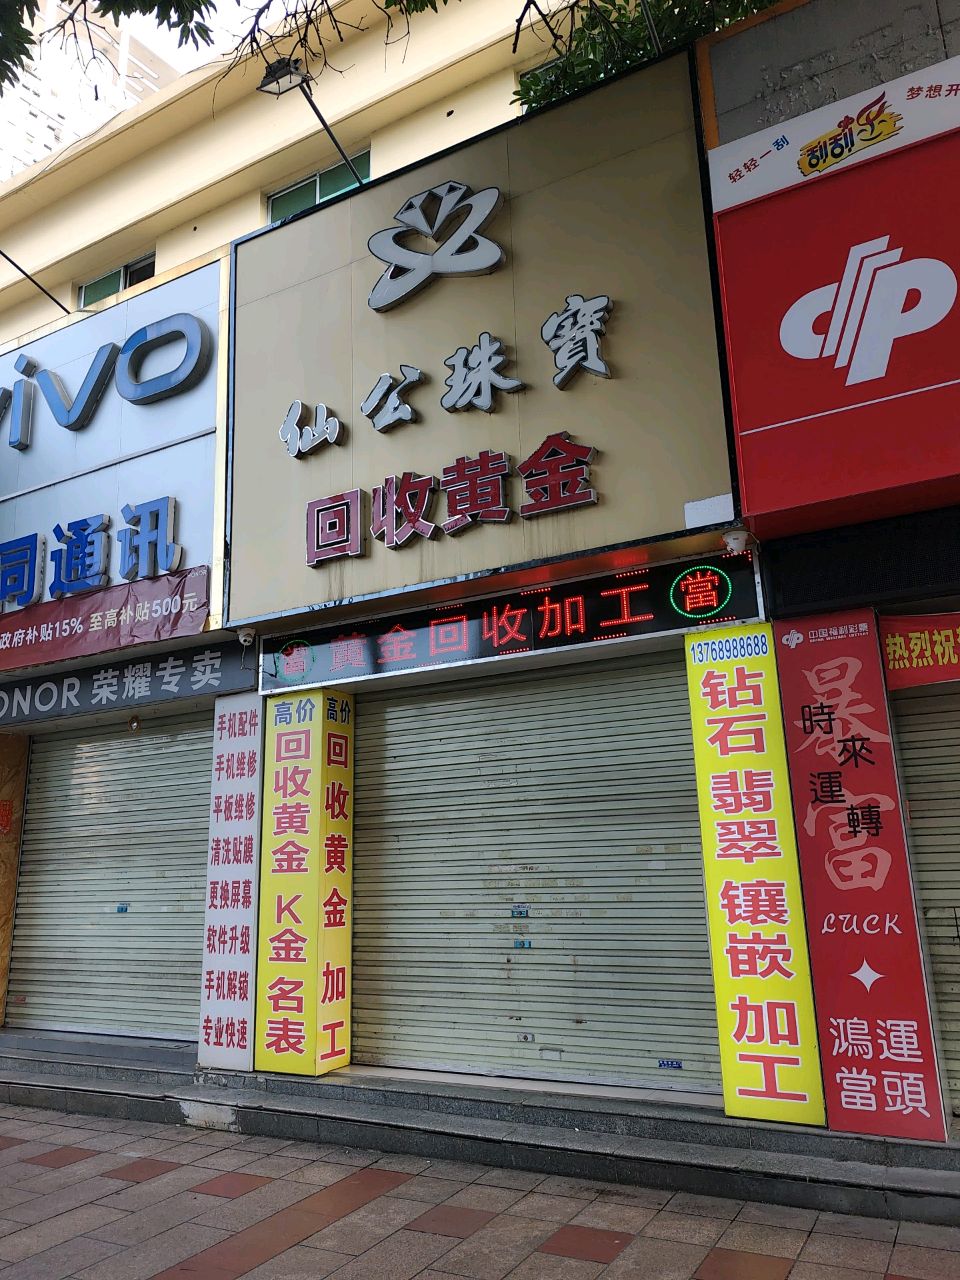 vivo
同通讯
政府补贴15% 至高补贴500元
HONOR 荣耀专卖
手机配件
手机维修
平板维修
清洗贴膜
更换屏幕
软件升级
手机解锁
专业快速
仙公珠寶
回收黄金
當 黄金回收加工 當
高价回收黄金K金名表
高价回收黄金加工
13768988688
钻石翡翠镶嵌加工
轻轻一刮
刮刮乐
梦想开
中国福利彩票
暴富
時來運轉
LUCK
鴻運
當頭
热烈祝